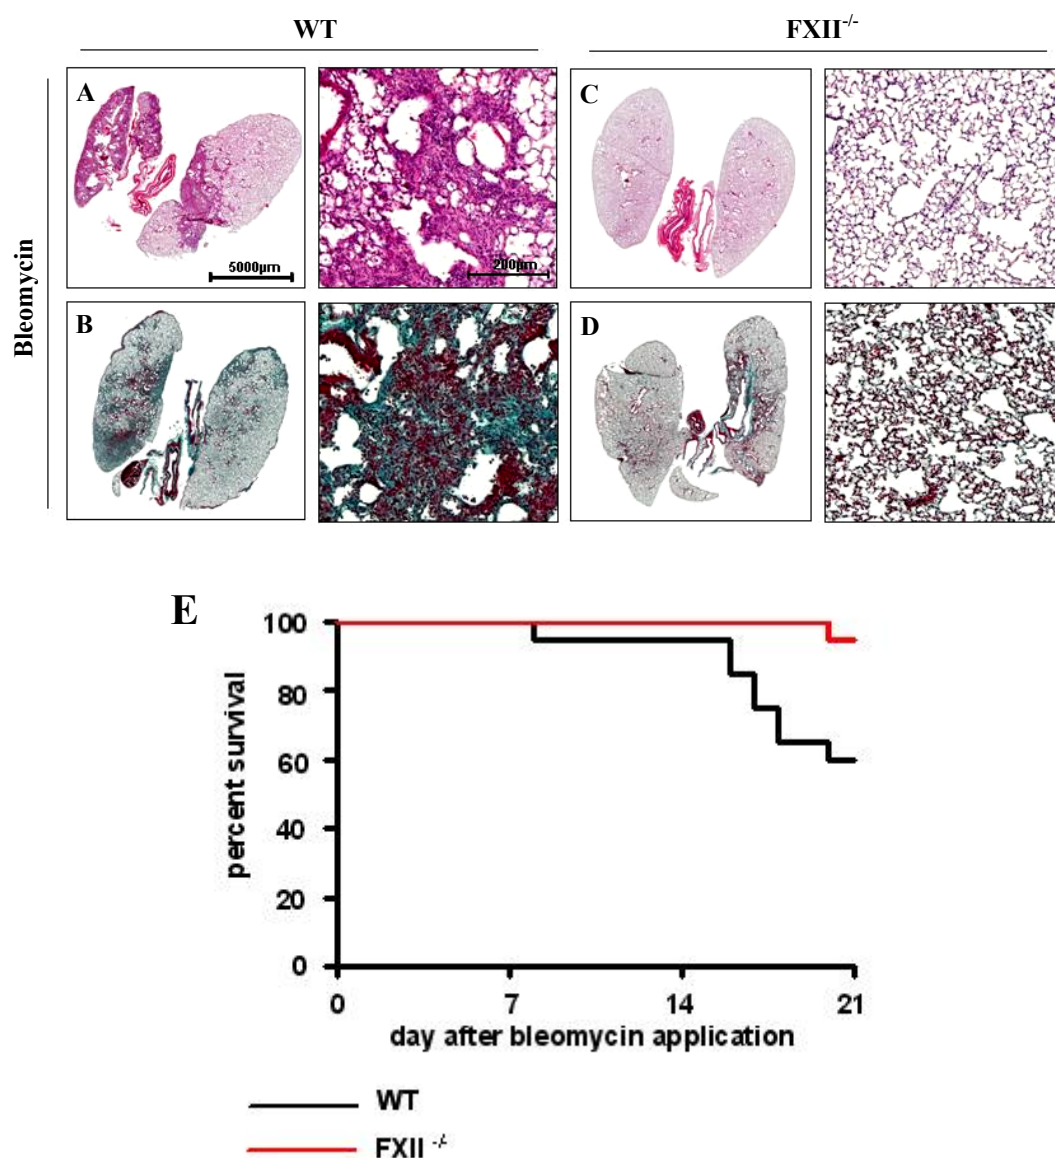 WT FXII-/-
Bleomycin
A
C
5000µm
200µm
B
D
E
100
80
60
40
20
0
percent survival
0 7 14 21
day after bleomycin application
WT
FXII -/-